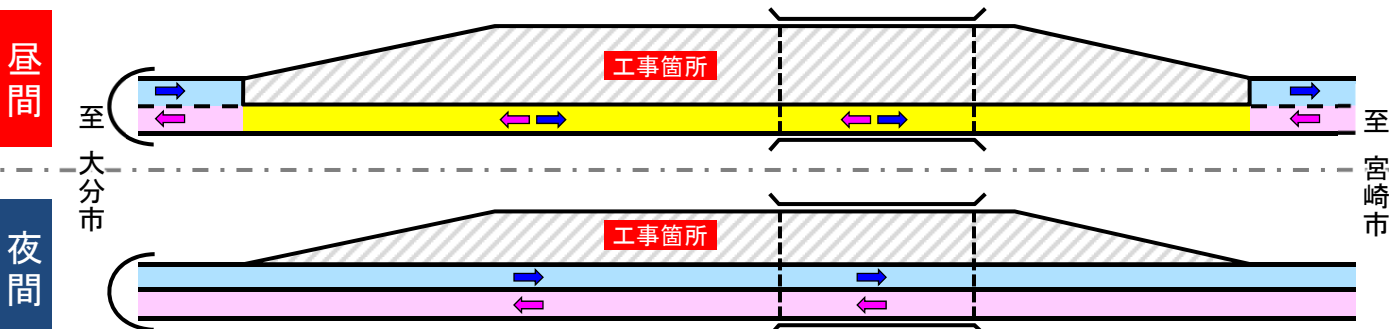 昼間
工事箇所
至 大分市
至 宮崎市
夜間
工事箇所